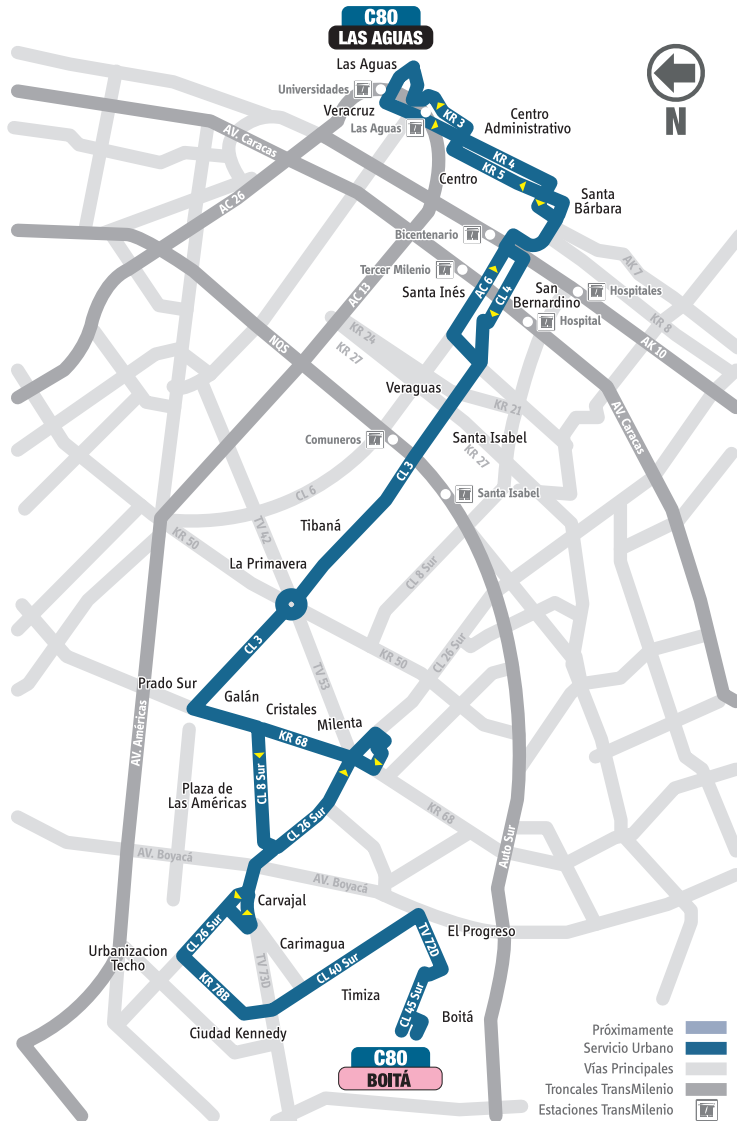 C80
LAS AGUAS
Las Aguas
Universidades
Veracruz
KR 3
Las Aguas
Centro
Administrativo
N
AV. Caracas
KR 4
KR 5
Centro
Santa
Bárbara
AC 26
Bicentenario
Tercer Milenio
AK 7
Santa Inés
AC 6
CL 4
San
Bernardino
Hospitales
AC 13
Hospital
KR 8
AK 10
KR 24
KR 27
NQS
Veraguas
KR 21
AV. Caracas
Comuneros
Santa Isabel
KR 27
CL 3
CL 6
Santa Isabel
Tibaná
TV 42
KR 50
La Primavera
CL 8 Sur
CL 3
KR 50
CL 26 Sur
TV 53
Prado Sur
Galán
Cristales
Milenta
AV. Américas
KR 68
Plaza de
Las Américas
CL 8 Sur
CL 26 Sur
KR 68
Auto Sur
AV. Boyacá
AV. Boyacá
Carvajal
CL 26 Sur
El Progreso
Urbanizacion
Techo
Carimagua
TV 72D
TV 73D
CL 40 Sur
KR 78B
Timiza
CL 45 Sur
Boitá
Ciudad Kennedy
C80
BOITÁ
Próximamente
Servicio Urbano
Vías Principales
Troncales TransMilenio
Estaciones TransMilenio